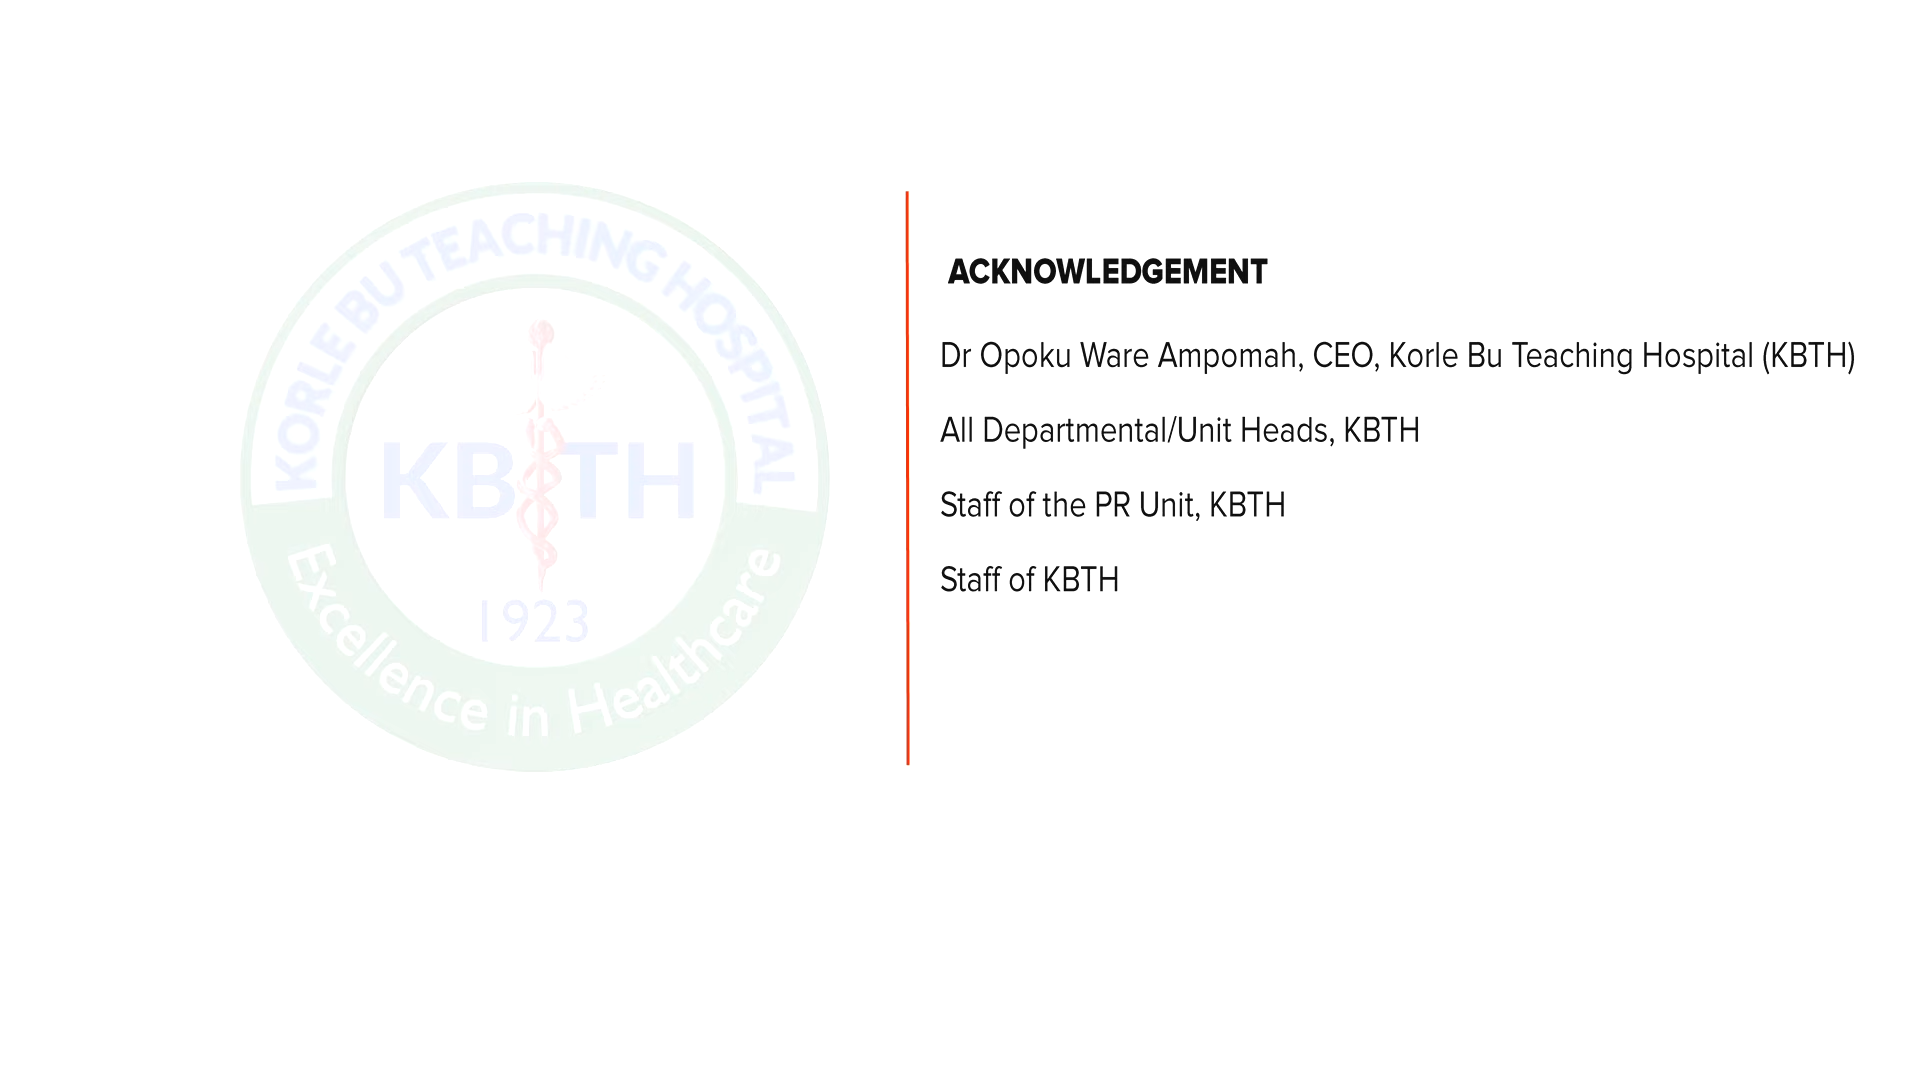 KORLE BU TEACHING HOSPITAL
KBTH
1923
Excellence in Healthcare
ACKNOWLEDGEMENT
Dr Opoku Ware Ampomah, CEO, Korle Bu Teaching Hospital (KBTH)
All Departmental/Unit Heads, KBTH
Staff of the PR Unit, KBTH
Staff of KBTH